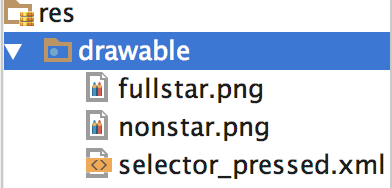 res
drawable
fullstar.png
nonstar.png
selector_pressed.xml